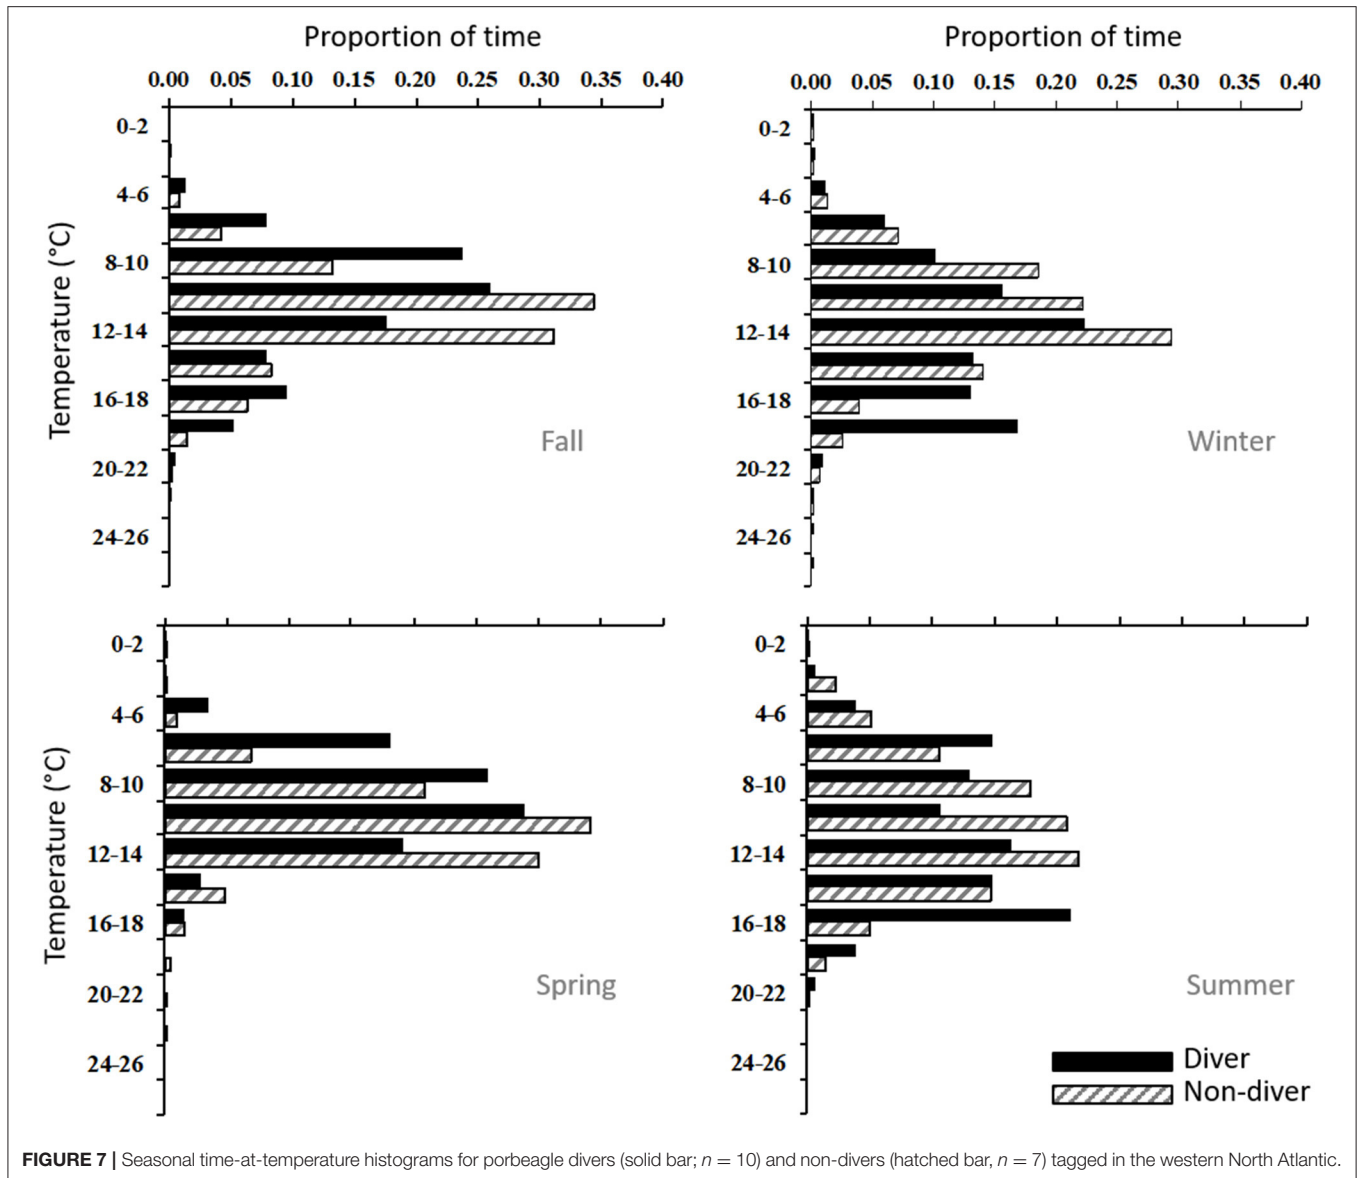 Proportion of time
0.00 0.05 0.10 0.15 0.20 0.25 0.30 0.35 0.40
Temperature (°C)
0-2
4-6
8-10
12-14
16-18
20-22
24-26
Fall
Proportion of time
0.00 0.05 0.10 0.15 0.20 0.25 0.30 0.35 0.40
0-2
4-6
8-10
12-14
16-18
20-22
24-26
Winter
Temperature (°C)
0-2
4-6
8-10
12-14
16-18
20-22
24-26
Spring
0-2
4-6
8-10
12-14
16-18
20-22
24-26
Summer
Diver
Non-diver
FIGURE 7 | Seasonal time-at-temperature histograms for porbeagle divers (solid bar; n = 10) and non-divers (hatched bar, n = 7) tagged in the western North Atlantic.